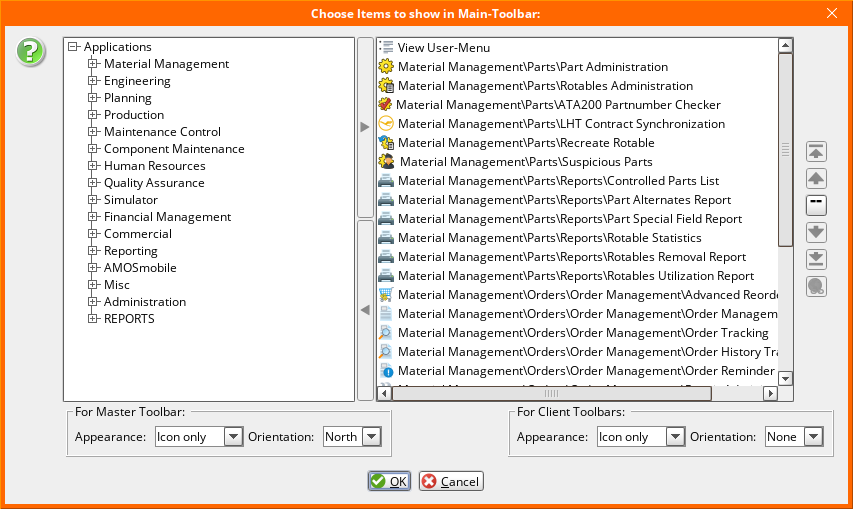 Choose Items to show in Main-Toolbar:
Applications
Material Management
Engineering
Planning
Production
Maintenance Control
Component Maintenance
Human Resources
Quality Assurance
Simulator
Financial Management
Commercial
Reporting
AMOSmobile
Misc
Administration
REPORTS
View User-Menu
Material Management\Parts\Part Administration
Material Management\Parts\Rotables Administration
Material Management\Parts\ATA200 Partnumber Checker
Material Management\Parts\LHT Contract Synchronization
Material Management\Parts\Recreate Rotable
Material Management\Parts\Suspicious Parts
Material Management\Parts\Reports\Controlled Parts List
Material Management\Parts\Reports\Part Alternates Report
Material Management\Parts\Reports\Part Special Field Report
Material Management\Parts\Reports\Rotable Statistics
Material Management\Parts\Reports\Rotables Removal Report
Material Management\Parts\Reports\Rotables Utilization Report
Material Management\Orders\Order Management\Advanced Reorde
Material Management\Orders\Order Management\Order Managem
Material Management\Orders\Order Management\Order Tracking
Material Management\Orders\Order Management\Order History Tra
Material Management\Orders\Order Management\Order Reminder
For Master Toolbar:
Appearance: Icon only Orientation: North
For Client Toolbars:
Appearance: Icon only Orientation: None
OK
Cancel